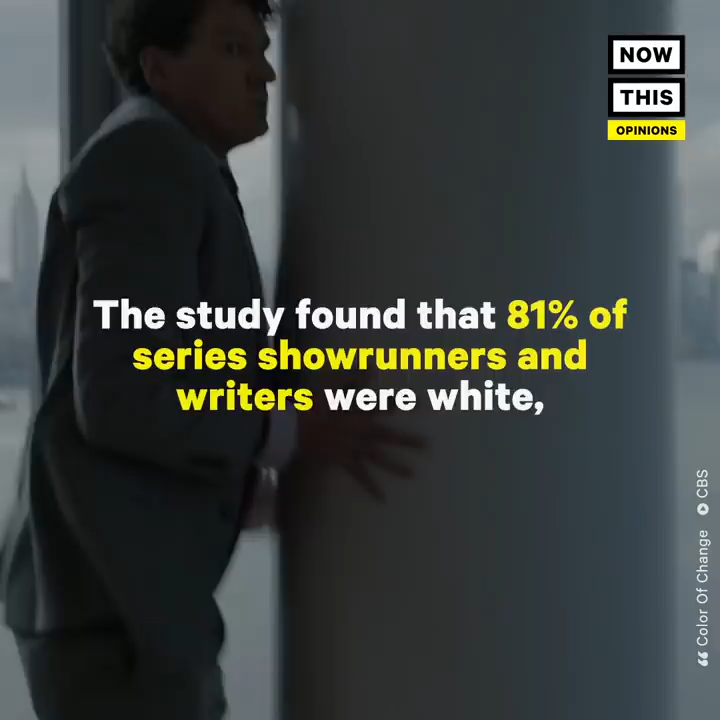 NOW
THIS
OPINIONS
The study found that 81% of
series showrunners and
writers were white,
“ Color Of Change CBS